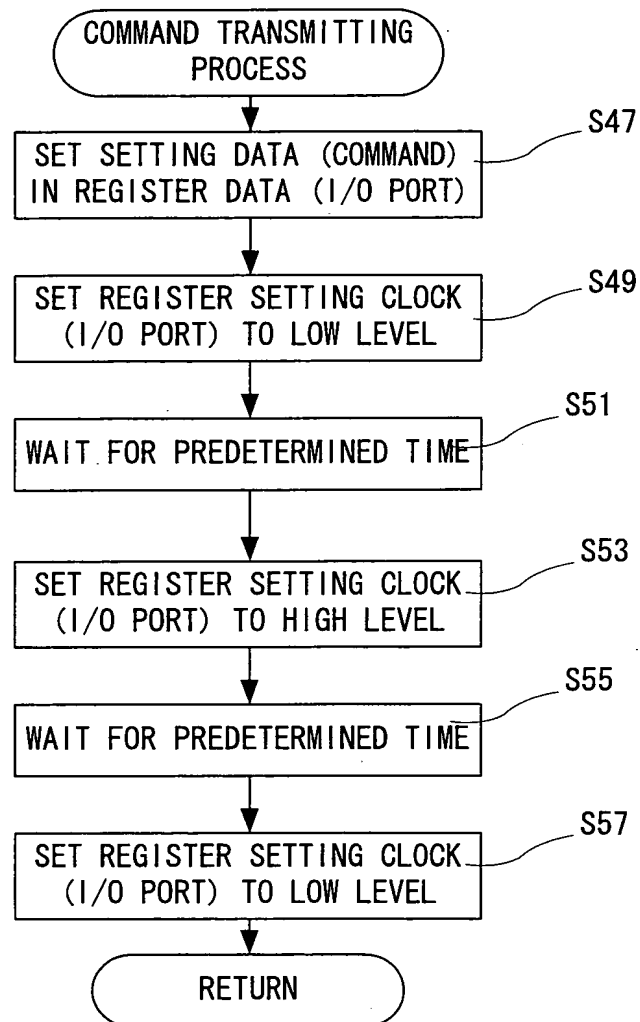 COMMAND TRANSMITTING
PROCESS
S47
SET SETTING DATA (COMMAND)
IN REGISTER DATA (I/O PORT)
S49
SET REGISTER SETTING CLOCK
(I/O PORT) TO LOW LEVEL
S51
WAIT FOR PREDETERMINED TIME
S53
SET REGISTER SETTING CLOCK
(I/O PORT) TO HIGH LEVEL
S55
WAIT FOR PREDETERMINED TIME
S57
SET REGISTER SETTING CLOCK
(I/O PORT) TO LOW LEVEL
RETURN